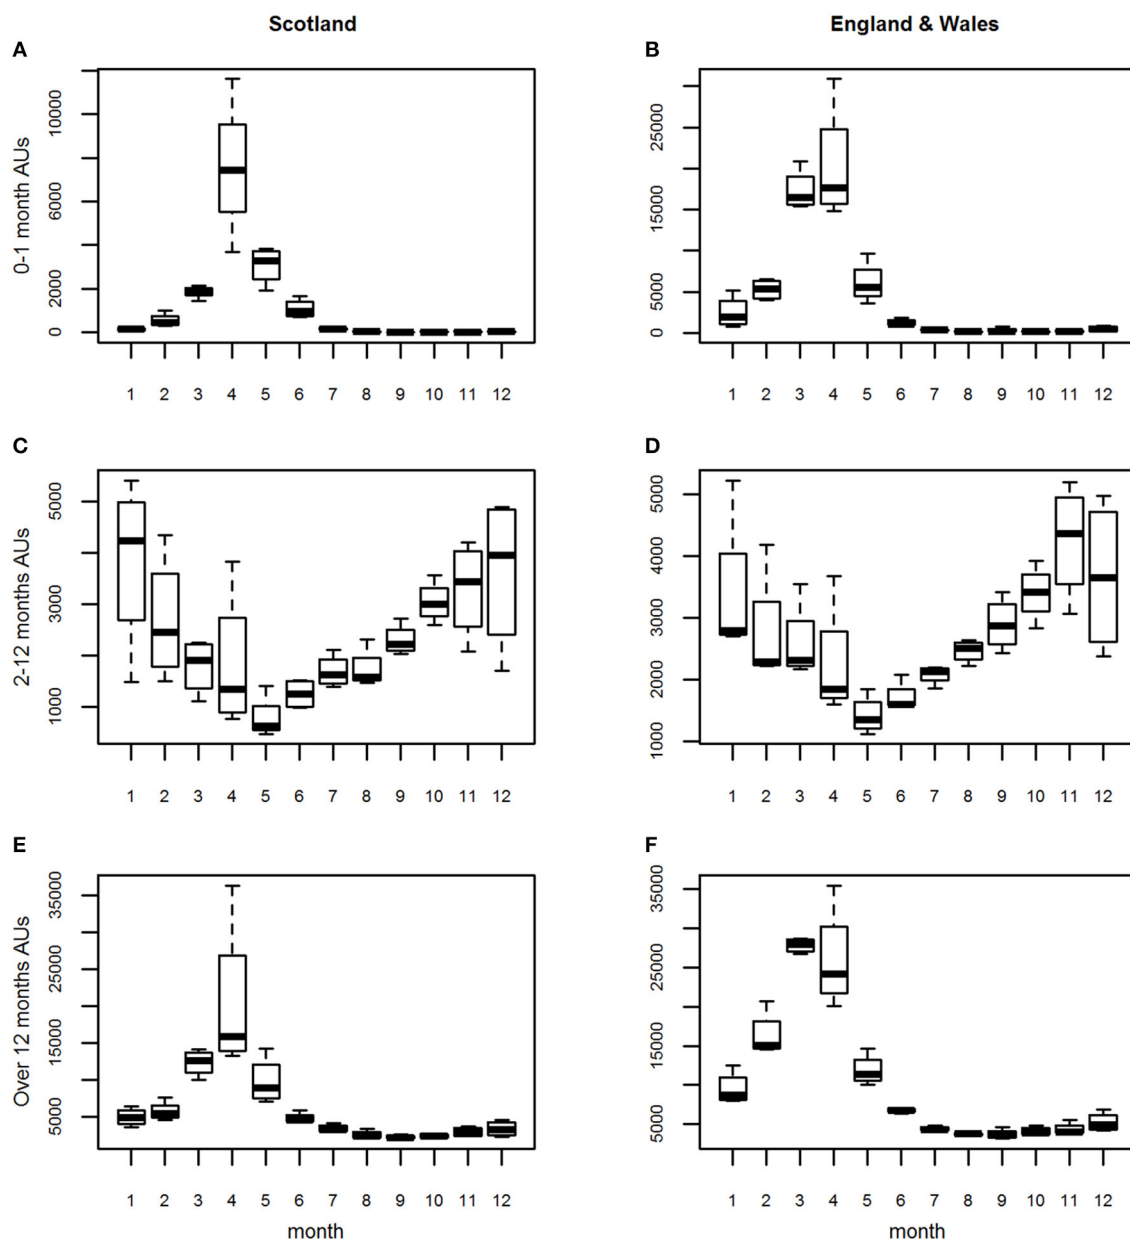 Scotland
England & Wales
A
B
0-1 month AUs
0 2000 6000 10000
0 5000 15000 25000
1 2 3 4 5 6 7 8 9 10 11 12
1 2 3 4 5 6 7 8 9 10 11 12
C
D
2-12 months AUs
1000 3000 5000
1000 2000 3000 4000 5000
1 2 3 4 5 6 7 8 9 10 11 12
1 2 3 4 5 6 7 8 9 10 11 12
E
F
Over 12 months AUs
5000 15000 25000 35000
5000 15000 25000 35000
1 2 3 4 5 6 7 8 9 10 11 12
1 2 3 4 5 6 7 8 9 10 11 12
month
month